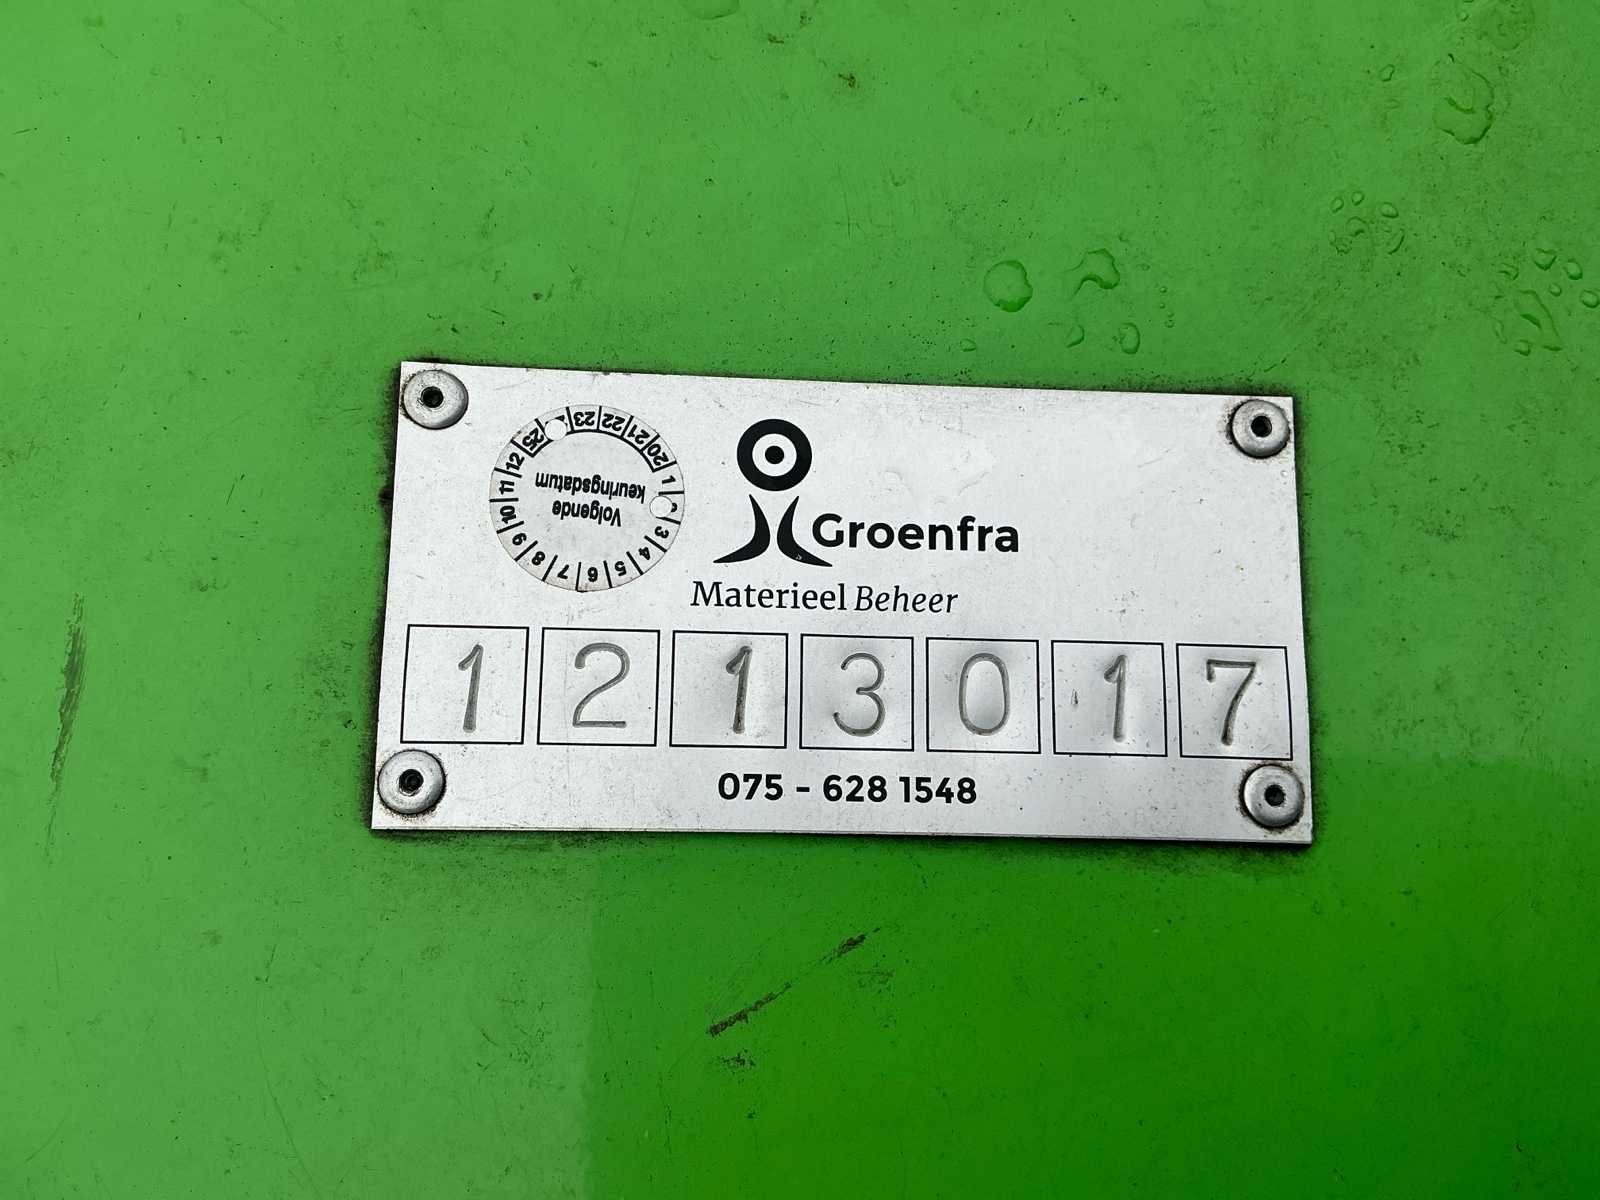 Volgende
keuringsdatum
20 21 22 23 25
1 3 4 5 6 7 8 9 10 11 12
Groenfra
Materieel Beheer
1 2 1 3 0 1 7
075 - 628 1548